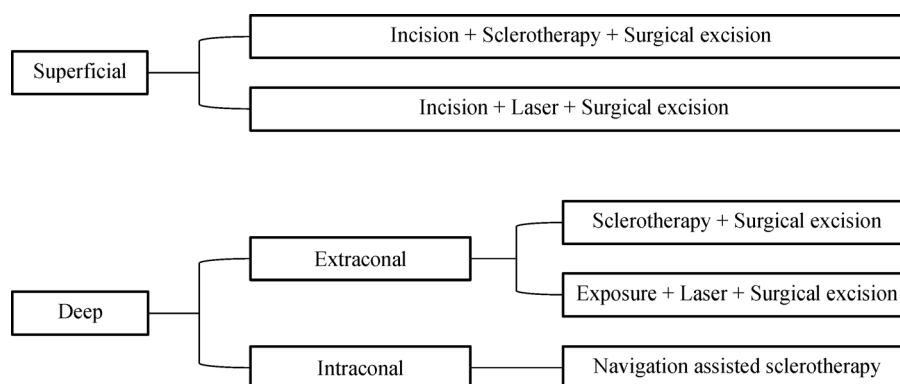 Incision + Sclerotherapy + Surgical excision
Superficial
Incision + Laser + Surgical excision
Sclerotherapy + Surgical excision
Extraconal
Exposure + Laser + Surgical excision
Deep
Intraconal
Navigation assisted sclerotherapy